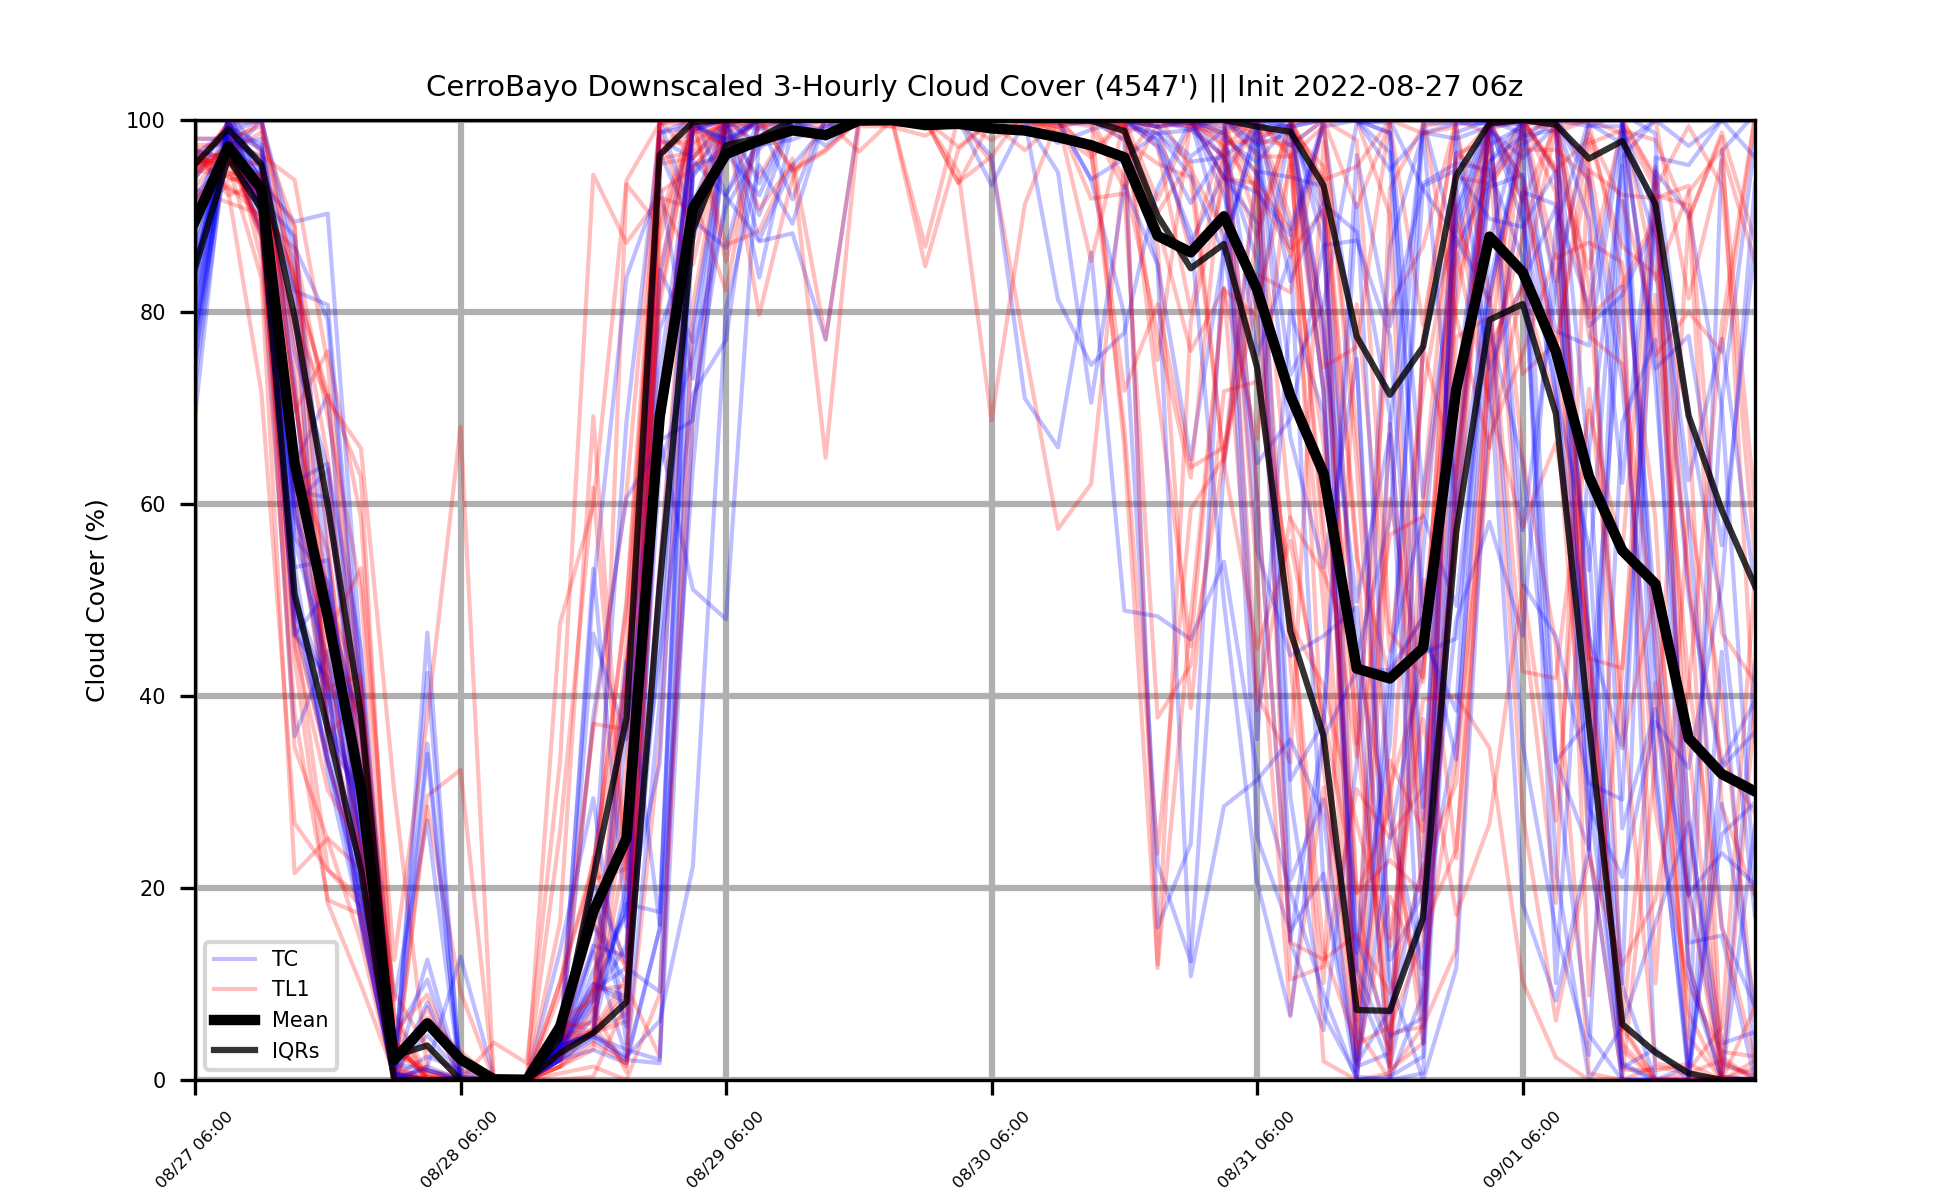 CerroBayo Downscaled 3-Hourly Cloud Cover (4547') || Init 2022-08-27 06z
Cloud Cover (%)
100
80
60
40
20
0
TC
TL1
Mean
IQRs
08/27 06:00
08/28 06:00
08/29 06:00
08/30 06:00
08/31 06:00
09/01 06:00